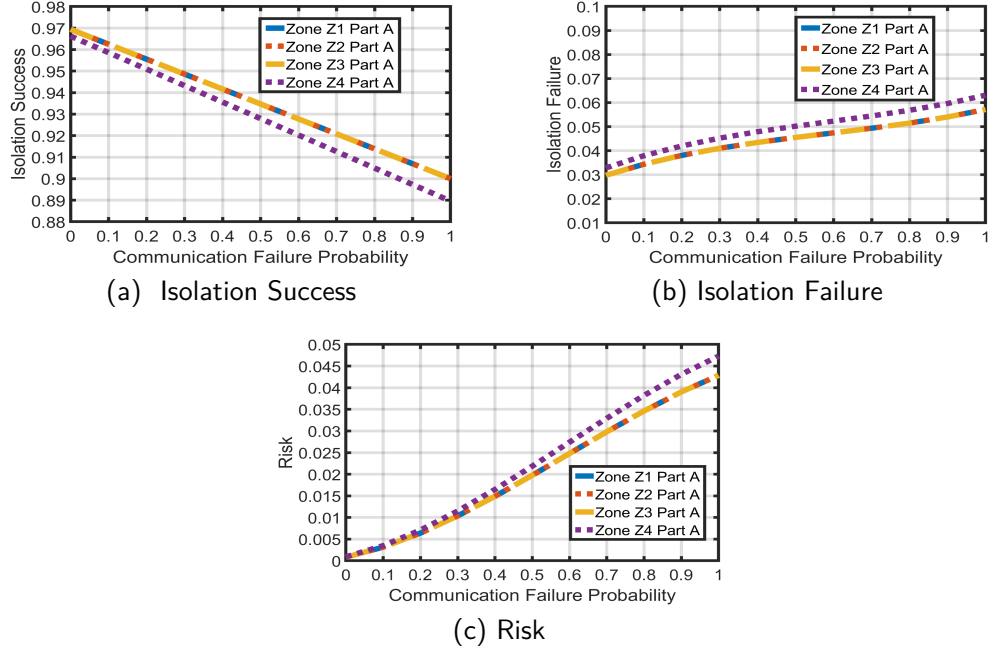 0.98
0.97
0.96
0.95
0.94
0.93
0.92
0.91
0.9
0.89
0.88
Isolation Success
Zone Z1 Part A
Zone Z2 Part A
Zone Z3 Part A
Zone Z4 Part A
0 0.1 0.2 0.3 0.4 0.5 0.6 0.7 0.8 0.9 1
Communication Failure Probability
(a) Isolation Success
0.1
0.09
0.08
0.07
0.06
0.05
0.04
0.03
0.02
0.01
Isolation Failure
Zone Z1 Part A
Zone Z2 Part A
Zone Z3 Part A
Zone Z4 Part A
0 0.1 0.2 0.3 0.4 0.5 0.6 0.7 0.8 0.9 1
Communication Failure Probability
(b) Isolation Failure
0.05
0.045
0.04
0.035
0.03
0.025
0.02
0.015
0.01
0.005
0
Risk
Zone Z1 Part A
Zone Z2 Part A
Zone Z3 Part A
Zone Z4 Part A
0 0.1 0.2 0.3 0.4 0.5 0.6 0.7 0.8 0.9 1
Communication Failure Probability
(c) Risk